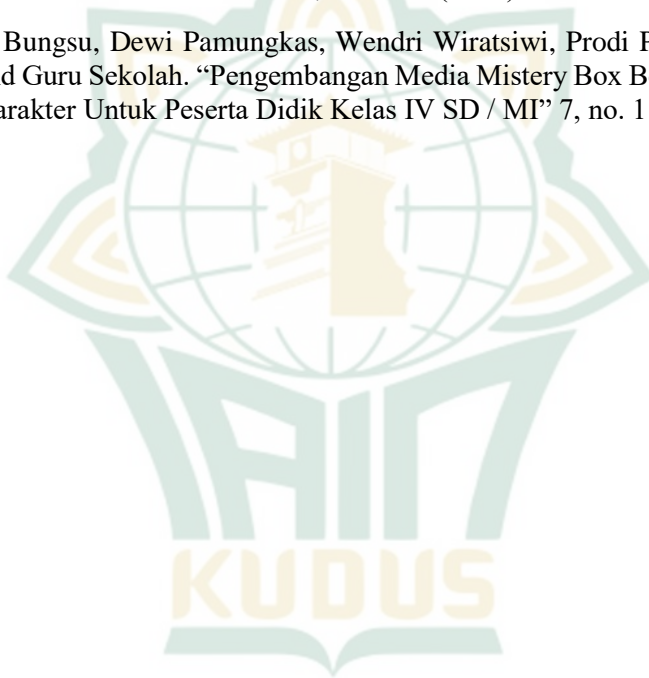 Bungsu, Dewi Pamungkas, Wendri Wiratsiwi, Prodi
Guru Sekolah. “Pengembangan Media Mistery Box
Untuk Peserta Didik Kelas IV SD / MI” 7, no. 1
IAIN
KUDUS